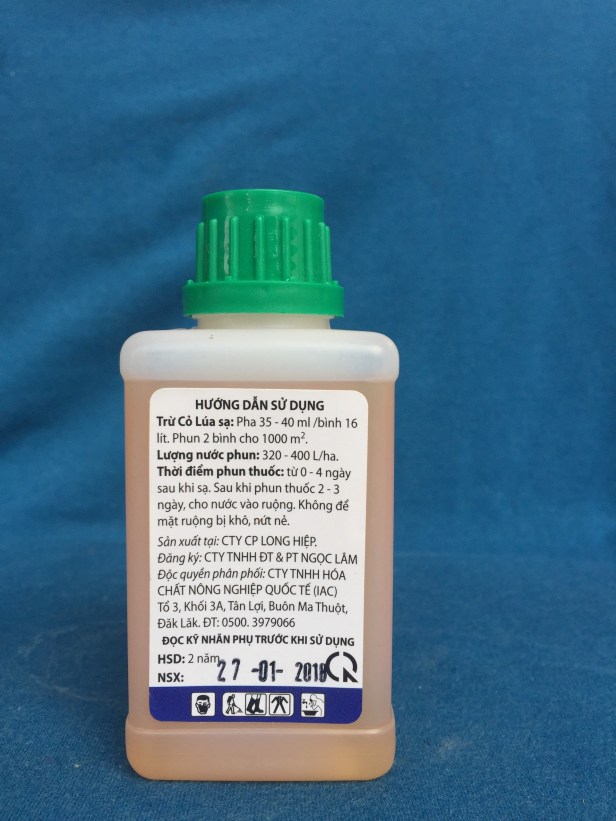 HƯỚNG DẪN SỬ DỤNG
Trừ Cỏ Lúa sạ: Pha 35 - 40 ml /bình 16
lít. Phun 2 bình cho 1000 m².
Lượng nước phun: 320 - 400 L/ha.
Thời điểm phun thuốc: từ 0 - 4 ngày
sau khi sạ. Sau khi phun thuốc 2 - 3
ngày, cho nước vào ruộng. Không để
mặt ruộng bị khô, nứt nẻ.
Sản xuất tại: CTY CP LONG HIỆP.
Đăng ký: CTY TNHH ĐT & PT NGỌC LÂM
Độc quyền phân phối: CTY TNHH HÓA
CHẤT NÔNG NGHIỆP QUỐC TẾ (IAC)
Tổ 3, Khối 3A, Tân Lợi, Buôn Ma Thuột,
Đăk Lăk. ĐT: 0500. 3979066
ĐỌC KỸ NHÃN PHỤ TRƯỚC KHI SỬ DỤNG
HSD: 2 năm
NSX: 27 -01- 2018